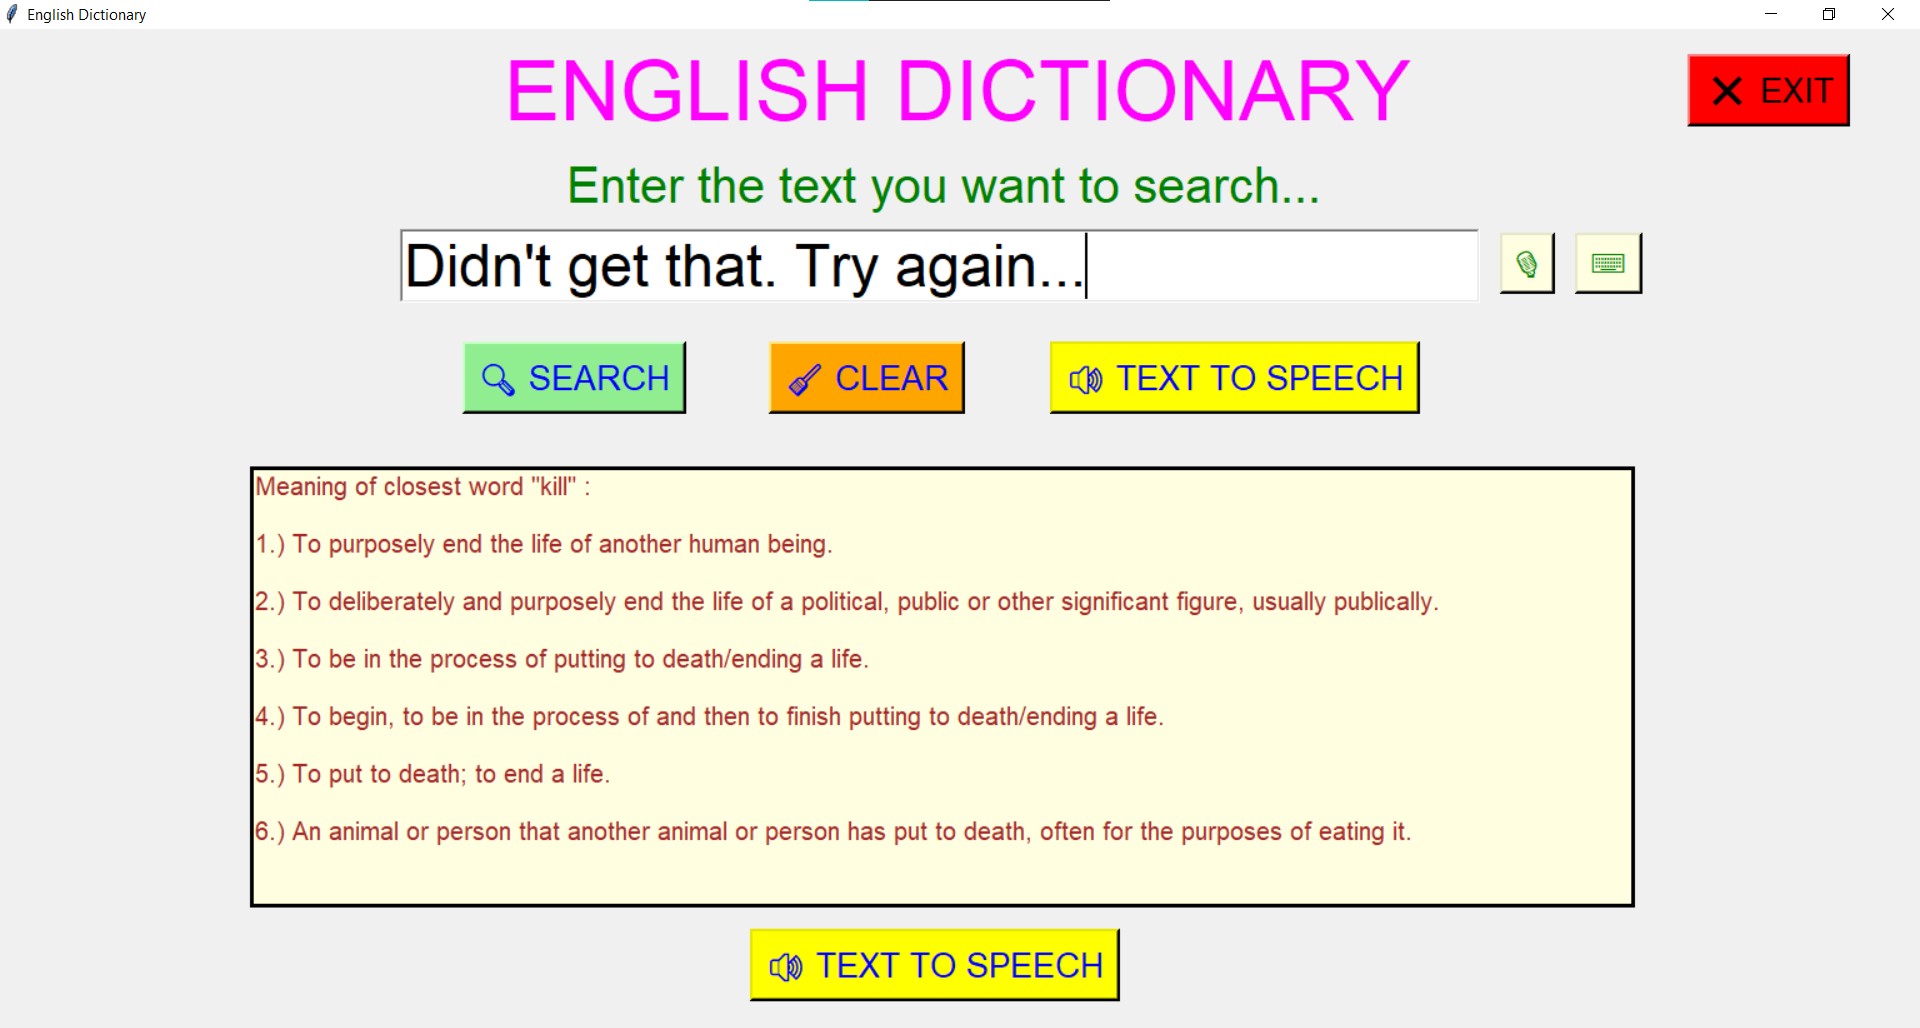 English Dictionary
ENGLISH DICTIONARY
EXIT
Enter the text you want to search...
Didn't get that. Try again...
SEARCH
CLEAR
TEXT TO SPEECH
Meaning of closest word "kill" :
1.) To purposely end the life of another human being.
2.) To deliberately and purposely end the life of a political, public or other significant figure, usually publically.
3.) To be in the process of putting to death/ending a life.
4.) To begin, to be in the process of and then to finish putting to death/ending a life.
5.) To put to death; to end a life.
6.) An animal or person that another animal or person has put to death, often for the purposes of eating it.
TEXT TO SPEECH